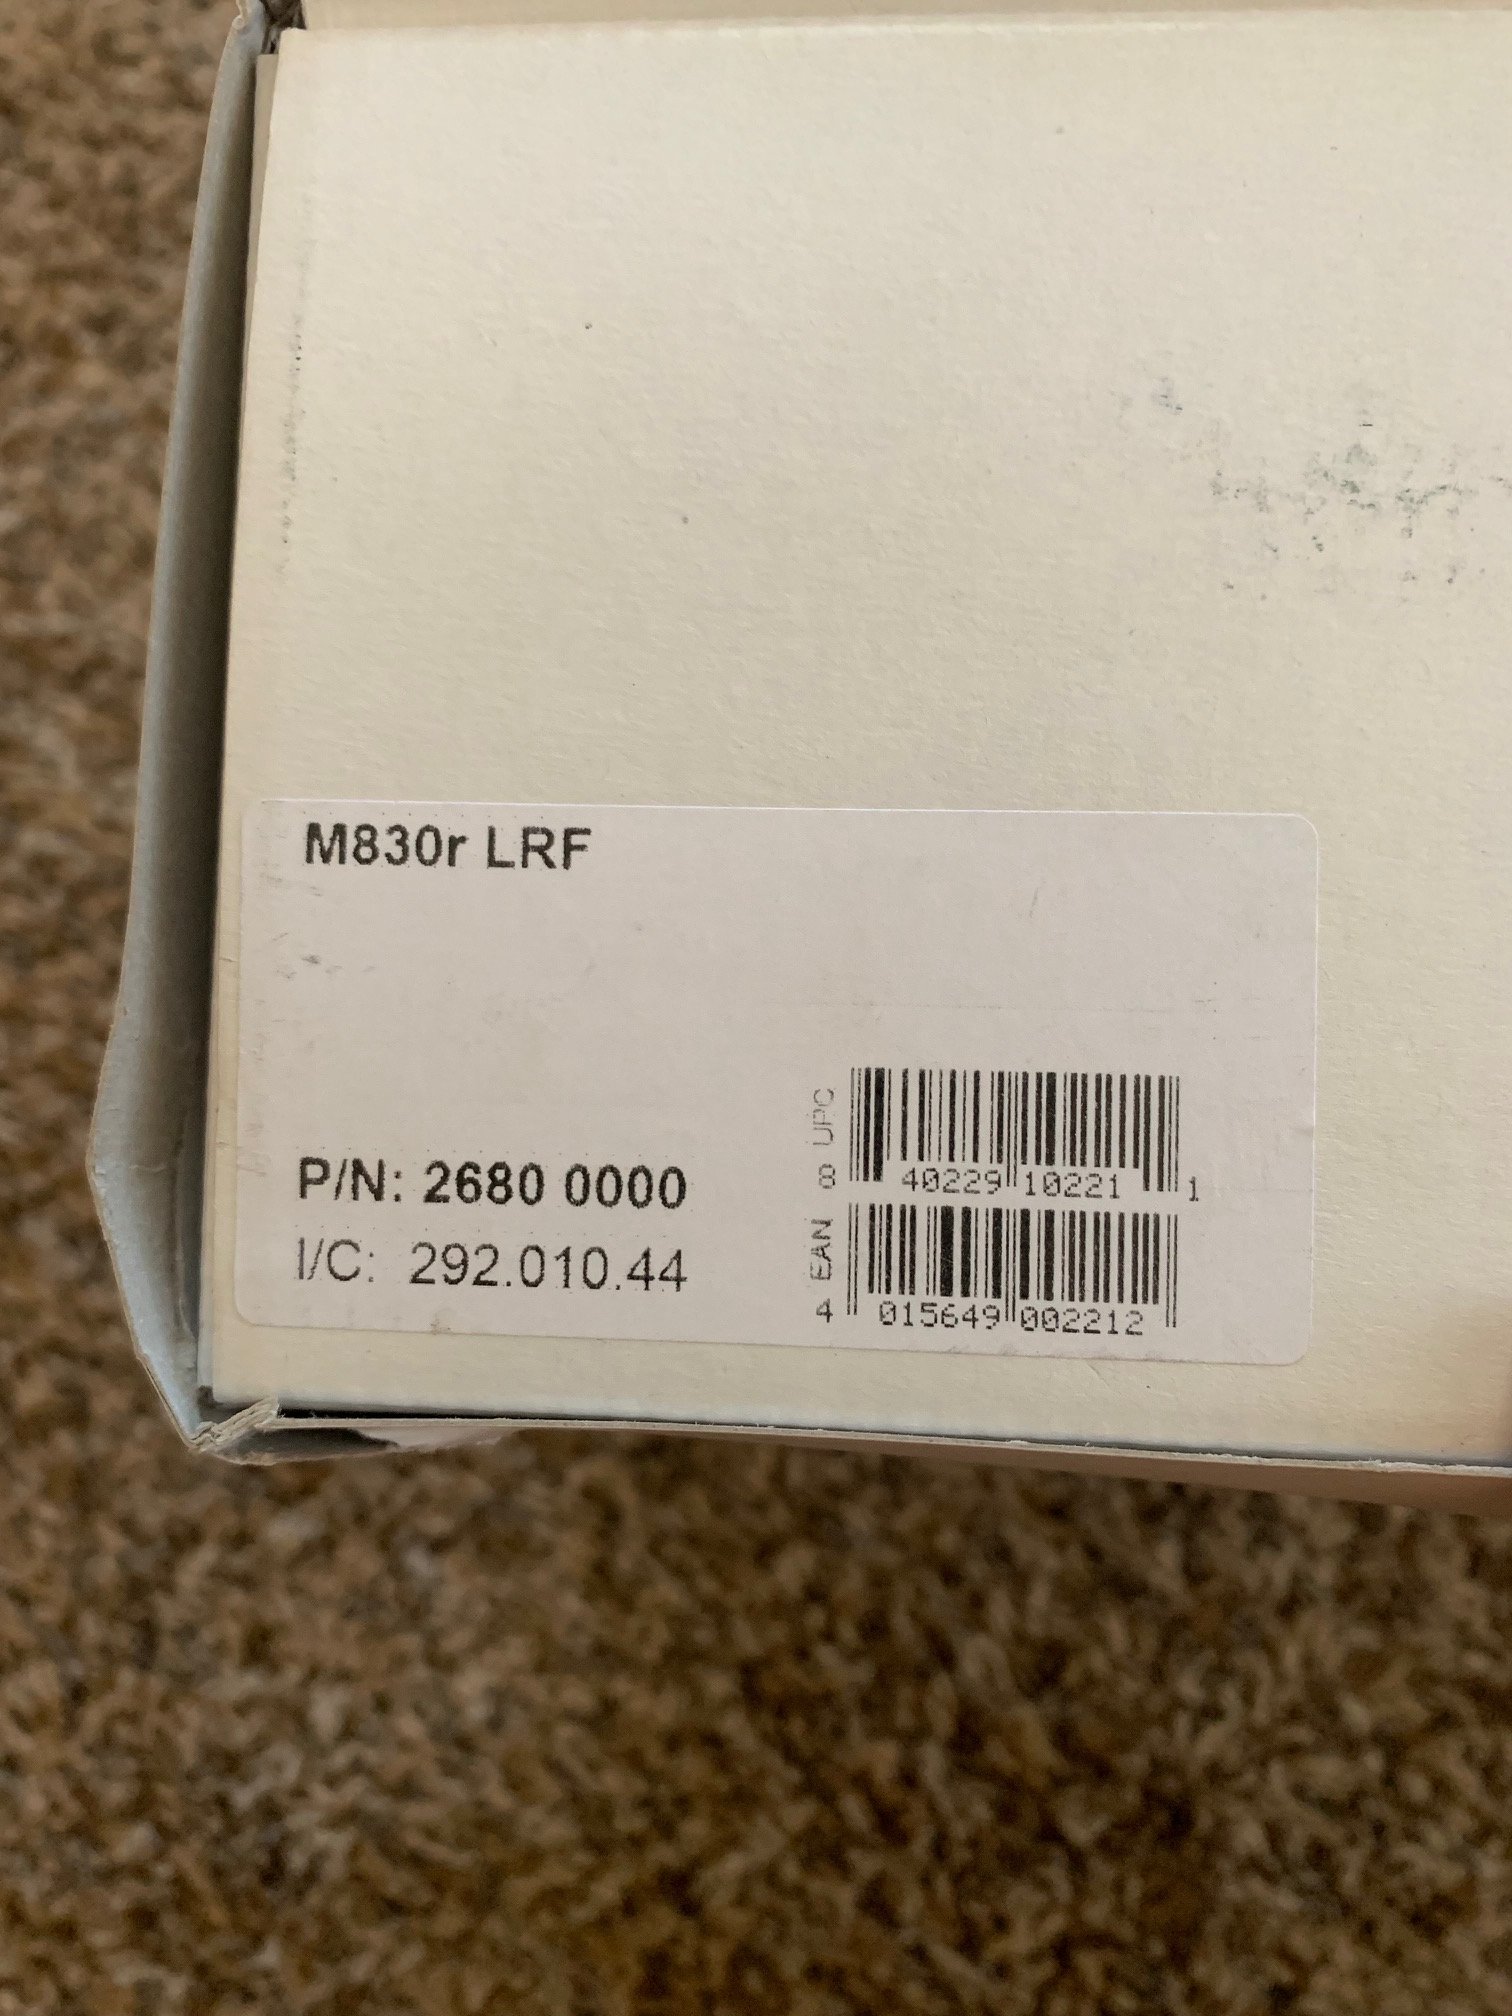 M830r LRF
P/N: 2680 0000
I/C: 292.010.44
UPC
8 40229 10221 1
EAN
4 015649 002212